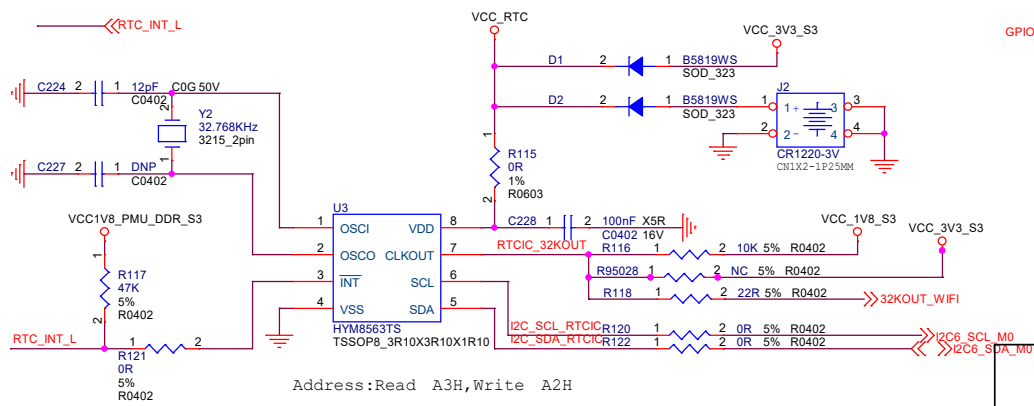 RTC_INT_L
VCC_RTC
VCC_3V3_S3
GPIO
D1 2 1 B5819WS
SOD_323
C224 2 1 12pF C0G 50V
C0402
J2
D2 2 1 B5819WS
SOD_323
1 1 + 3 3
2 2 - 4 4
CR1220-3V
CN1X2-1P25MM
2
Y2
32.768KHz
3215_2pin
1
C227 2 1 DNP
C0402
1
R115
0R
1%
R0603
2
VCC1V8_PMU_DDR_S3
U3
1 OSCI VDD 8
2 OSCO CLKOUT 7
3 INT SCL 6
4 VSS SDA 5
HYM8563TS
TSSOP8_3R10X3R10X1R10
C228 1 2 100nF X5R
C0402 16V
VCC_1V8_S3
VCC_3V3_S3
RTCIC_32KOUT
R116 1 2 10K 5% R0402
R95028 1 2 NC 5% R0402
R118 1 2 22R 5% R0402
32KOUT_WIFI
1
R117
47K
5%
R0402
2
I2C_SCL_RTCIC R120 1 2 0R 5% R0402 I2C6_SCL_M0
I2C_SDA_RTCIC R122 1 2 0R 5% R0402 I2C6_SDA_M0
RTC_INT_L
1 2
R121
0R
5%
R0402
Address:Read A3H,Write A2H